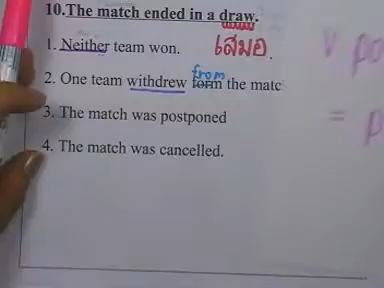 10.The match ended in a draw.
1. Neither team won. เสมอ.
from
2. One team withdrew form the matc
3. The match was postponed
= p
4. The match was cancelled.